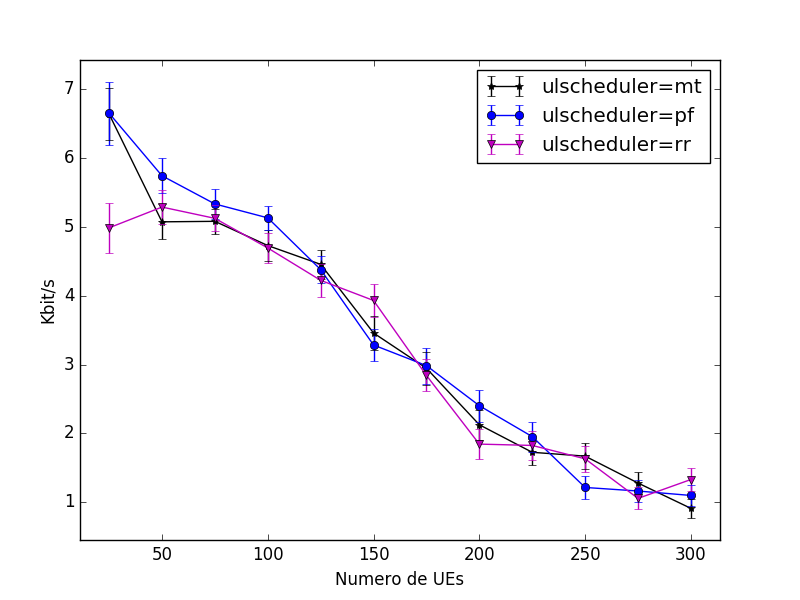 ulscheduler=mt
ulscheduler=pf
ulscheduler=rr
7
6
5
4
3
2
1
Kbit/s
50 100 150 200 250 300
Numero de UEs